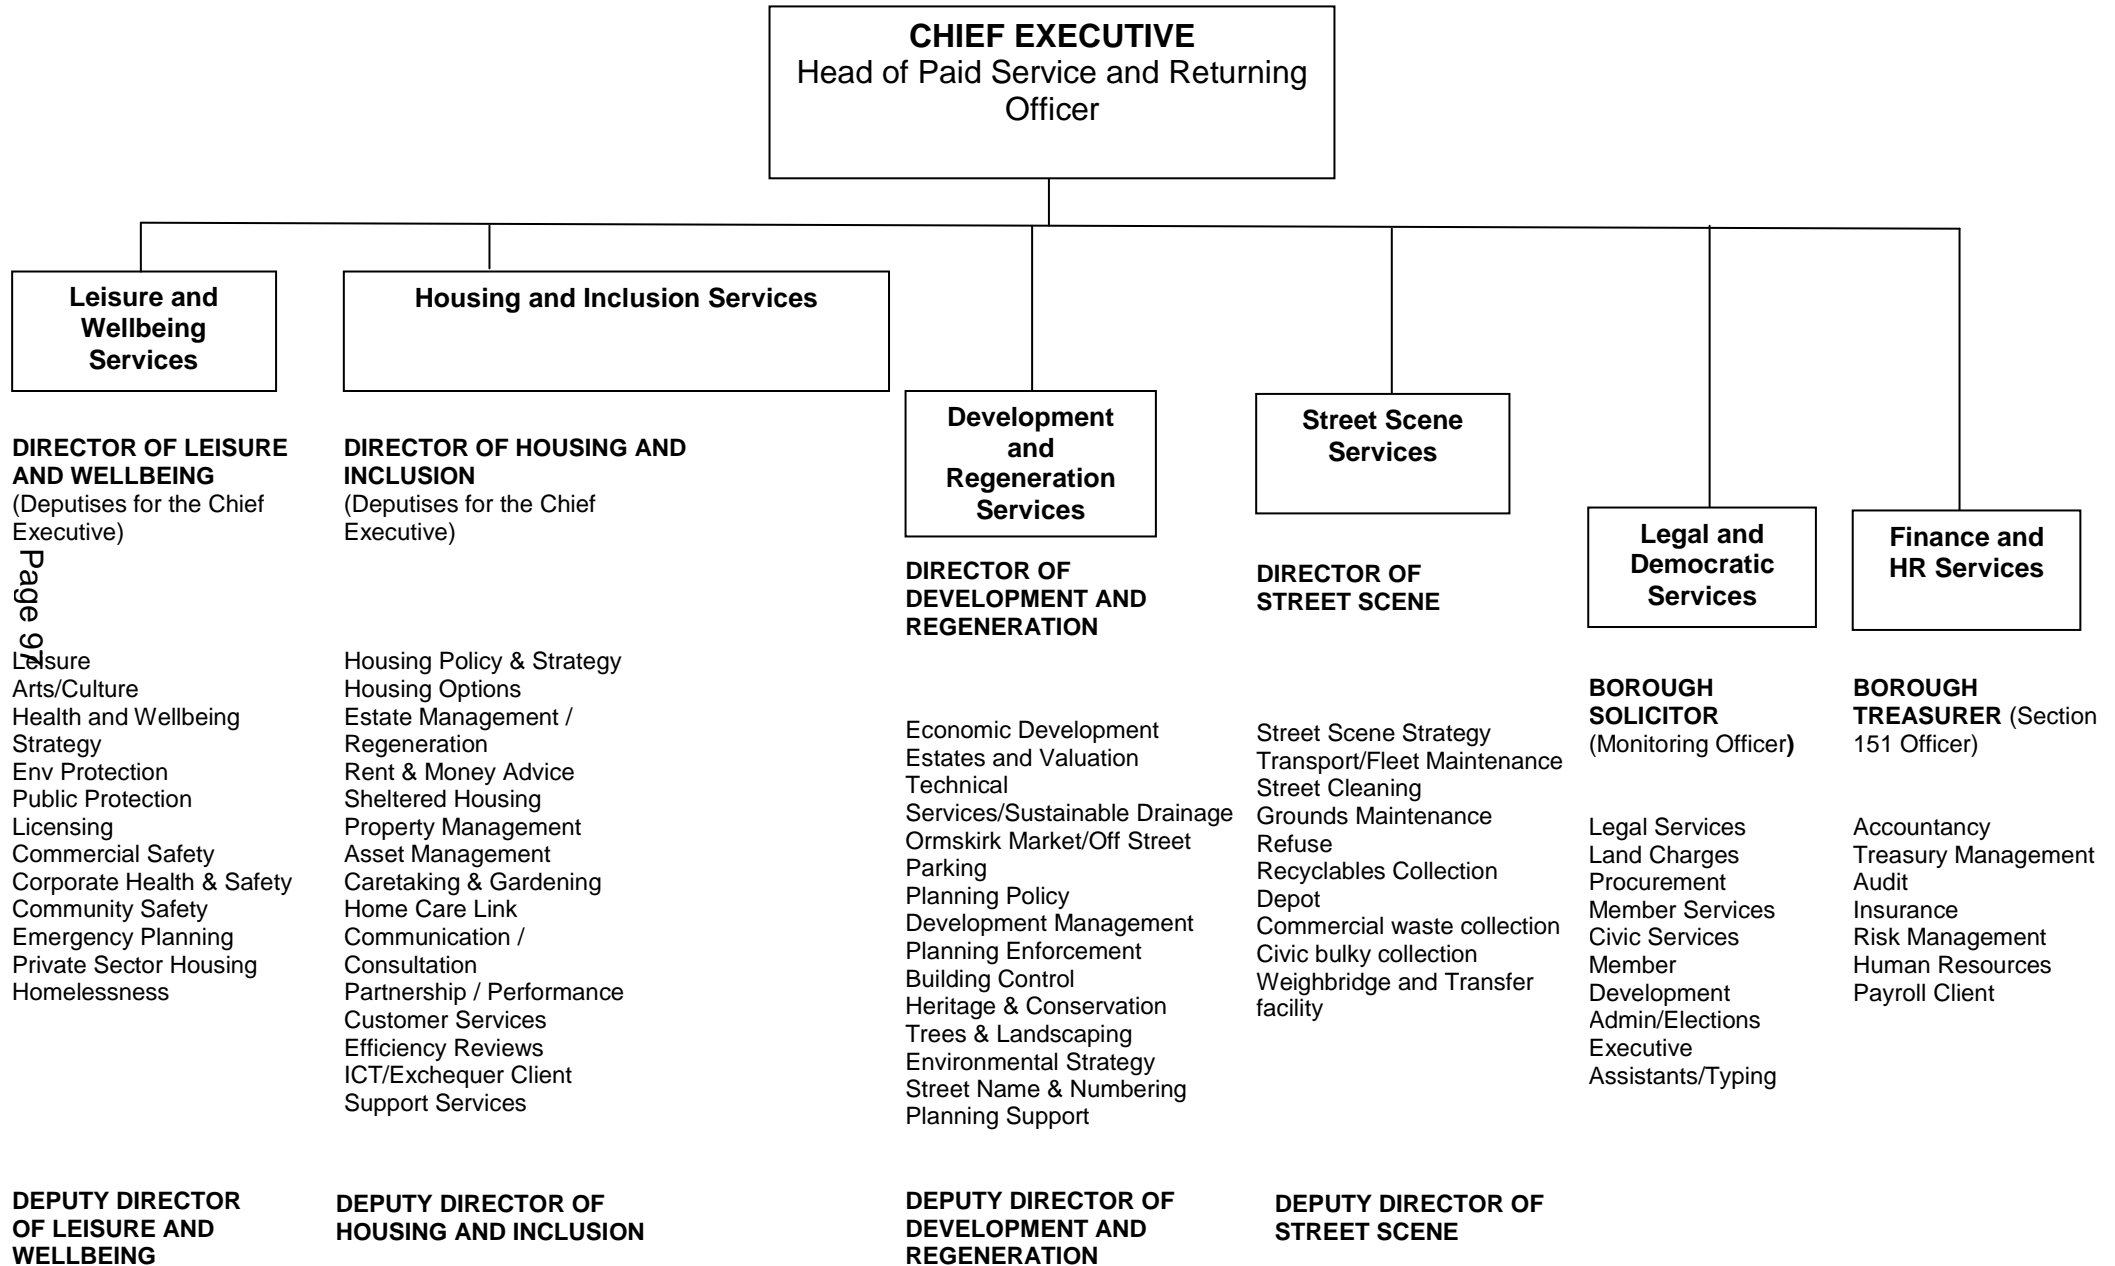 CHIEF EXECUTIVE
Head of Paid Service and Returning
Officer
Leisure and
Wellbeing
Services
DIRECTOR OF LEISURE
AND WELLBEING
(Deputises for the Chief
Executive)
Page 97
Leisure
Arts/Culture
Health and Wellbeing
Strategy
Env Protection
Public Protection
Licensing
Commercial Safety
Corporate Health & Safety
Community Safety
Emergency Planning
Private Sector Housing
Homelessness
DEPUTY DIRECTOR
OF LEISURE AND
WELLBEING
Housing and Inclusion Services
DIRECTOR OF HOUSING AND
INCLUSION
(Deputises for the Chief
Executive)
Housing Policy & Strategy
Housing Options
Estate Management /
Regeneration
Rent & Money Advice
Sheltered Housing
Property Management
Asset Management
Caretaking & Gardening
Home Care Link
Communication /
Consultation
Partnership / Performance
Customer Services
Efficiency Reviews
ICT/Exchequer Client
Support Services
DEPUTY DIRECTOR OF
HOUSING AND INCLUSION
Development
and
Regeneration
Services
DIRECTOR OF
DEVELOPMENT AND
REGENERATION
Economic Development
Estates and Valuation
Technical
Services/Sustainable Drainage
Ormskirk Market/Off Street
Parking
Planning Policy
Development Management
Planning Enforcement
Building Control
Heritage & Conservation
Trees & Landscaping
Environmental Strategy
Street Name & Numbering
Planning Support
DEPUTY DIRECTOR OF
DEVELOPMENT AND
REGENERATION
Street Scene
Services
DIRECTOR OF
STREET SCENE
Street Scene Strategy
Transport/Fleet Maintenance
Street Cleaning
Grounds Maintenance
Refuse
Recyclables Collection
Depot
Commercial waste collection
Civic bulky collection
Weighbridge and Transfer
facility
DEPUTY DIRECTOR OF
STREET SCENE
Legal and
Democratic
Services
BOROUGH
SOLICITOR
(Monitoring Officer)
Legal Services
Land Charges
Procurement
Member Services
Civic Services
Member
Development
Admin/Elections
Executive
Assistants/Typing
Finance and
HR Services
BOROUGH
TREASURER (Section
151 Officer)
Accountancy
Treasury Management
Audit
Insurance
Risk Management
Human Resources
Payroll Client